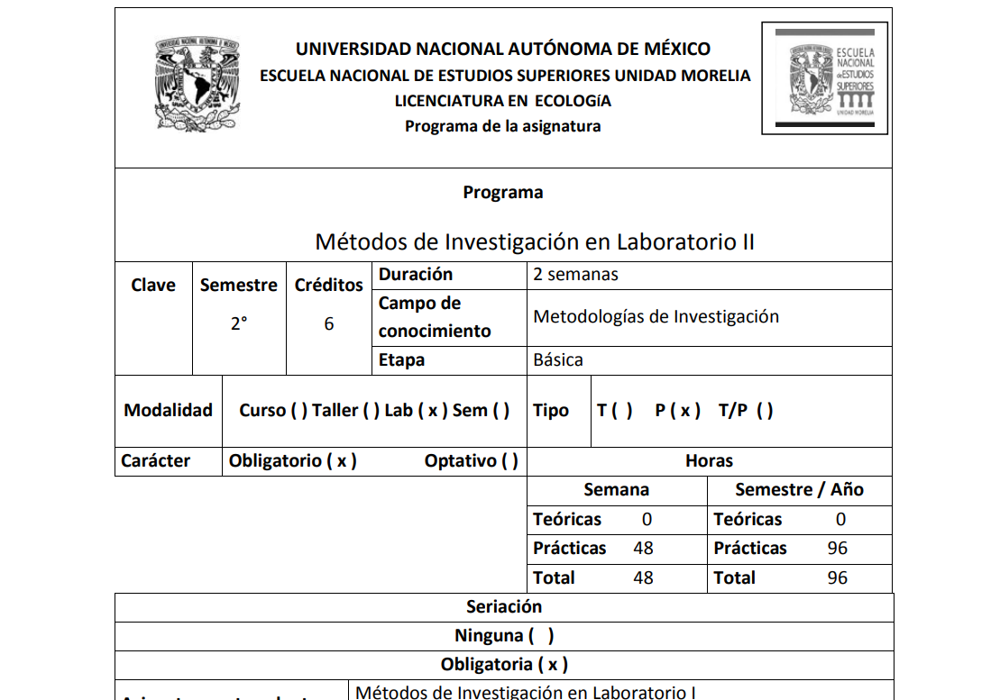 UNIVERSIDAD NACIONAL AUTÓNOMA DE MÉXICO
ESCUELA NACIONAL DE ESTUDIOS SUPERIORES UNIDAD MORELIA
LICENCIATURA EN ECOLOGíA
Programa de la asignatura
ESCUELA
NACIONAL
de ESTUDIOS
SUPERIORES
UNIDAD MORELIA
Programa
Métodos de Investigación en Laboratorio II
Clave
Semestre
2°
Créditos
6
Duración
2 semanas
Campo de
conocimiento
Metodologías de Investigación
Etapa
Básica
Modalidad
Curso ( ) Taller ( ) Lab ( x ) Sem ( )
Tipo
T ( ) P ( x ) T/P ( )
Carácter
Obligatorio ( x ) Optativo ( )
Horas
Semana
Semestre / Año
Teóricas 0
Teóricas 0
Prácticas 48
Prácticas 96
Total 48
Total 96
Seriación
Ninguna ( )
Obligatoria ( x )
Métodos de Investigación en Laboratorio I